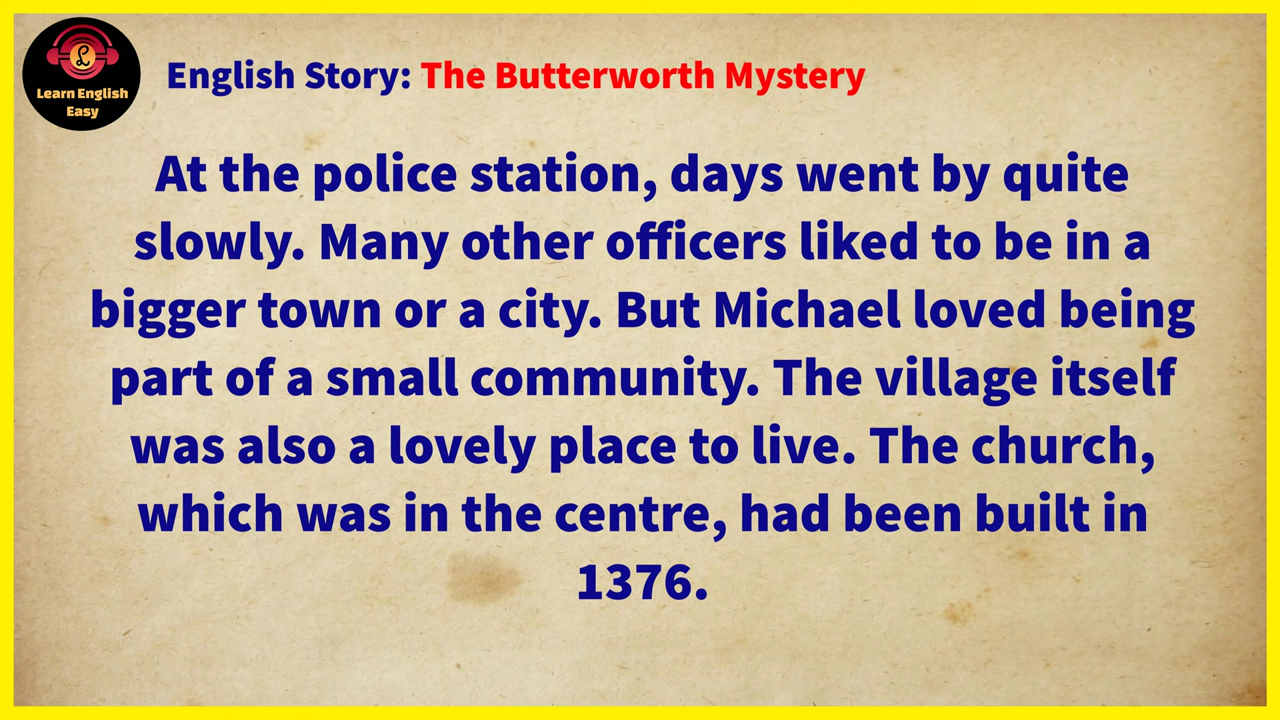 Learn English
Easy
English Story: The Butterworth Mystery
At the police station, days went by quite
slowly. Many other officers liked to be in a
bigger town or a city. But Michael loved being
part of a small community. The village itself
was also a lovely place to live. The church,
which was in the centre, had been built in
1376.